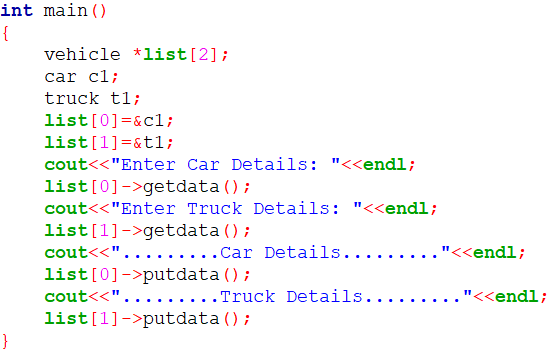 int main()
{
    vehicle *list[2];
    car c1;
    truck t1;
    list[0]=&c1;
    list[1]=&t1;
    cout<<"Enter Car Details: "<<endl;
    list[0]->getdata();
    cout<<"Enter Truck Details: "<<endl;
    list[1]->getdata();
    cout<<".........Car Details........."<<endl;
    list[0]->putdata();
    cout<<".........Truck Details........."<<endl;
    list[1]->putdata();
}